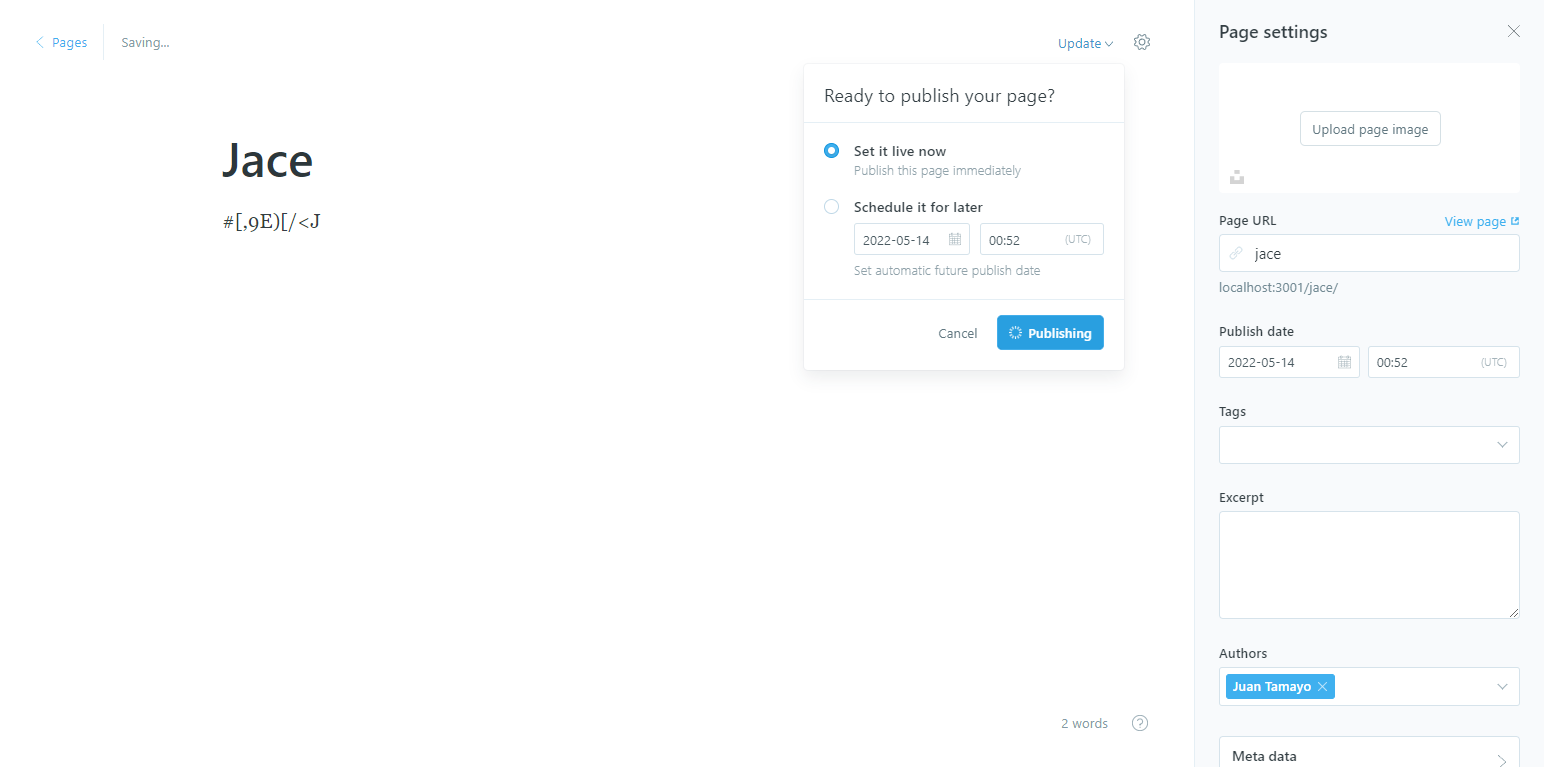 Pages
Saving...
Update
Jace
#[,9E)[/<J
Ready to publish your page?
Set it live now
Publish this page immediately
Schedule it for later
2022-05-14
00:52 (UTC)
Set automatic future publish date
Cancel
Publishing
2 words
Page settings
Upload page image
Page URL
View page
jace
localhost:3001/jace/
Publish date
2022-05-14
00:52 (UTC)
Tags
Excerpt
Authors
Juan Tamayo
Meta data